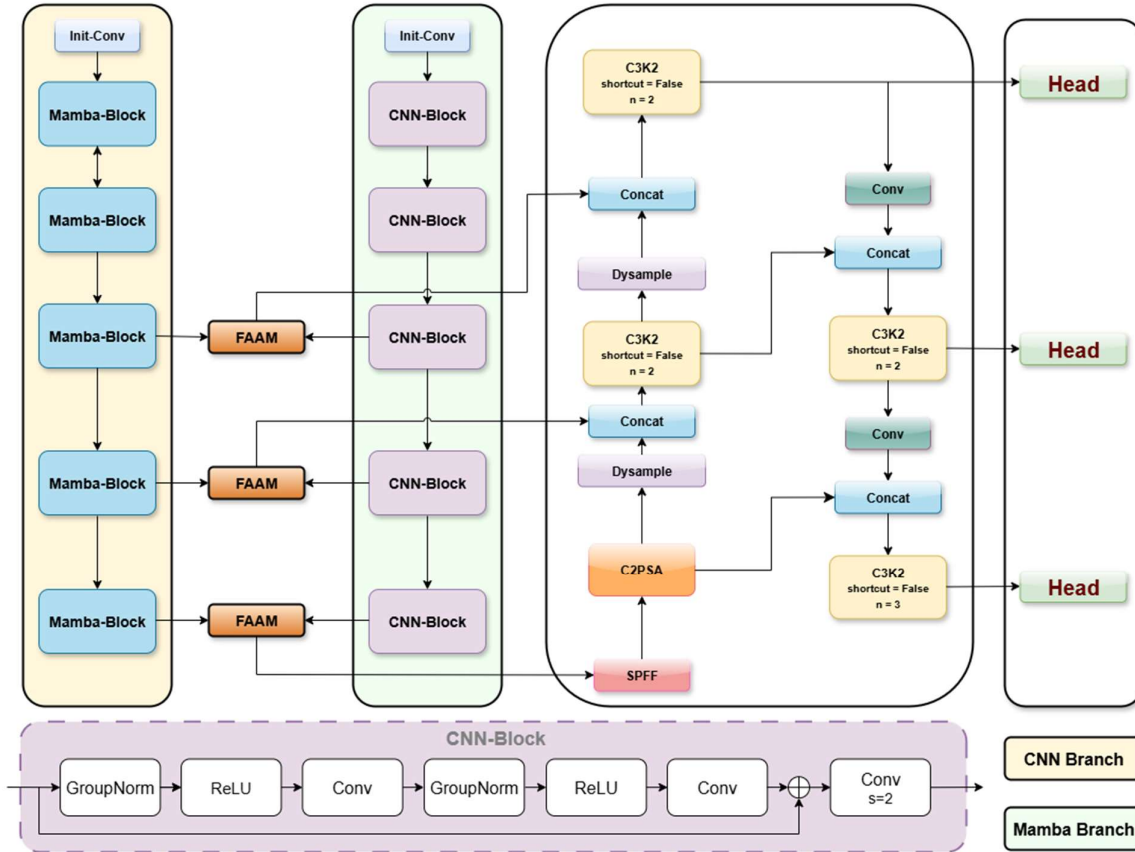 Init-Conv
Mamba-Block
Mamba-Block
Mamba-Block
Mamba-Block
Mamba-Block
FAAM
FAAM
FAAM
Init-Conv
CNN-Block
CNN-Block
CNN-Block
CNN-Block
CNN-Block
C3K2
shortcut = False
n = 2
Concat
Dysample
C3K2
shortcut = False
n = 2
Concat
Dysample
C2PSA
SPFF
Conv
Concat
C3K2
shortcut = False
n = 2
Conv
Concat
C3K2
shortcut = False
n = 3
Head
Head
Head
CNN-Block
GroupNorm
ReLU
Conv
GroupNorm
ReLU
Conv
Conv
s=2
CNN Branch
Mamba Branch